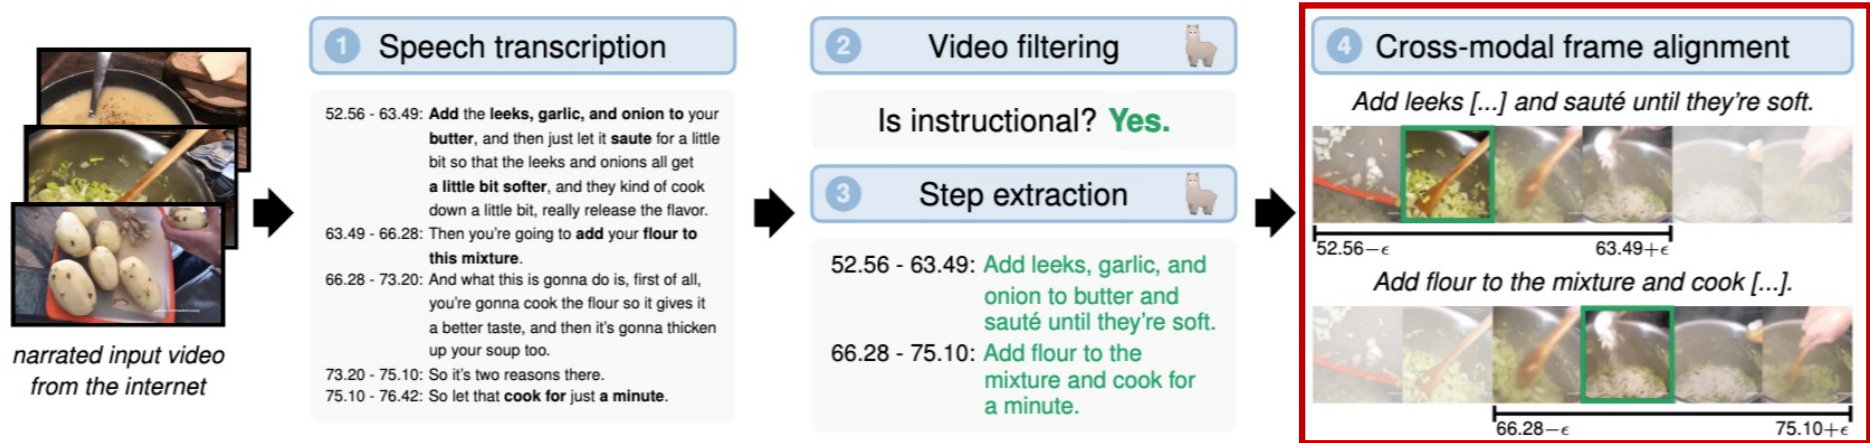 narrated input video
from the internet
1 Speech transcription
52.56 - 63.49: Add the leeks, garlic, and onion to your
butter, and then just let it saute for a little
bit so that the leeks and onions all get
a little bit softer, and they kind of cook
down a little bit, really release the flavor.
63.49 - 66.28: Then you're going to add your flour to
this mixture.
66.28 - 73.20: And what this is gonna do is, first of all,
you're gonna cook the flour so it gives it
a better taste, and then it's gonna thicken
up your soup too.
73.20 - 75.10: So it's two reasons there.
75.10 - 76.42: So let that cook for just a minute.
2 Video filtering
Is instructional? Yes.
3 Step extraction
52.56 - 63.49: Add leeks, garlic, and
onion to butter and
sauté until they're soft.
66.28 - 75.10: Add flour to the
mixture and cook for
a minute.
4 Cross-modal frame alignment
Add leeks [...] and sauté until they're soft.
52.56−ϵ 63.49+ϵ
Add flour to the mixture and cook [...].
66.28−ϵ 75.10+ϵ